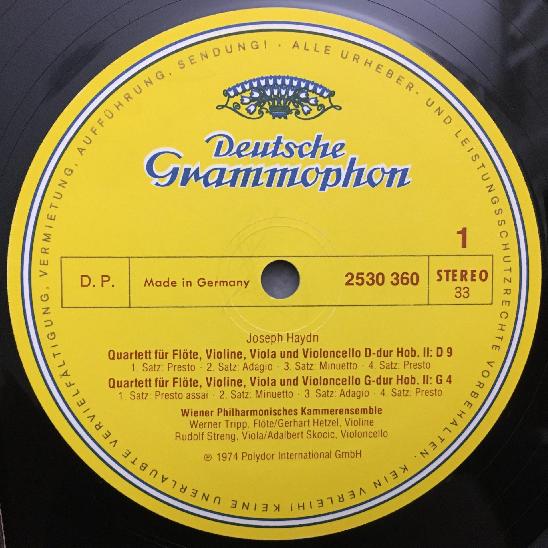 KEIN VERLEIH! KEINE UNERLAUBTE VERVIELFÄLTIGUNG, VERMIETUNG, AUFFÜHRUNG, SENDUNG! · ALLE URHEBER- UND LEISTUNGSSCHUTZRECHTE VORBEHALTEN.
Deutsche
Grammophon
1
D. P. Made in Germany 2530 360 STEREO
33
Joseph Haydn
Quartett für Flöte, Violine, Viola und Violoncello D-dur Hob. II: D 9
1. Satz: Presto · 2. Satz: Adagio · 3. Satz: Minuetto · 4. Satz: Presto
Quartett für Flöte, Violine, Viola und Violoncello G-dur Hob. II: G 4
1. Satz: Presto assai · 2. Satz: Minuetto · 3. Satz: Adagio · 4. Satz: Presto
Wiener Philharmonisches Kammerensemble
Werner Tripp, Flöte/Gerhart Hetzel, Violine
Rudolf Streng, Viola/Adalbert Skocic, Violoncello
℗ 1974 Polydor International GmbH